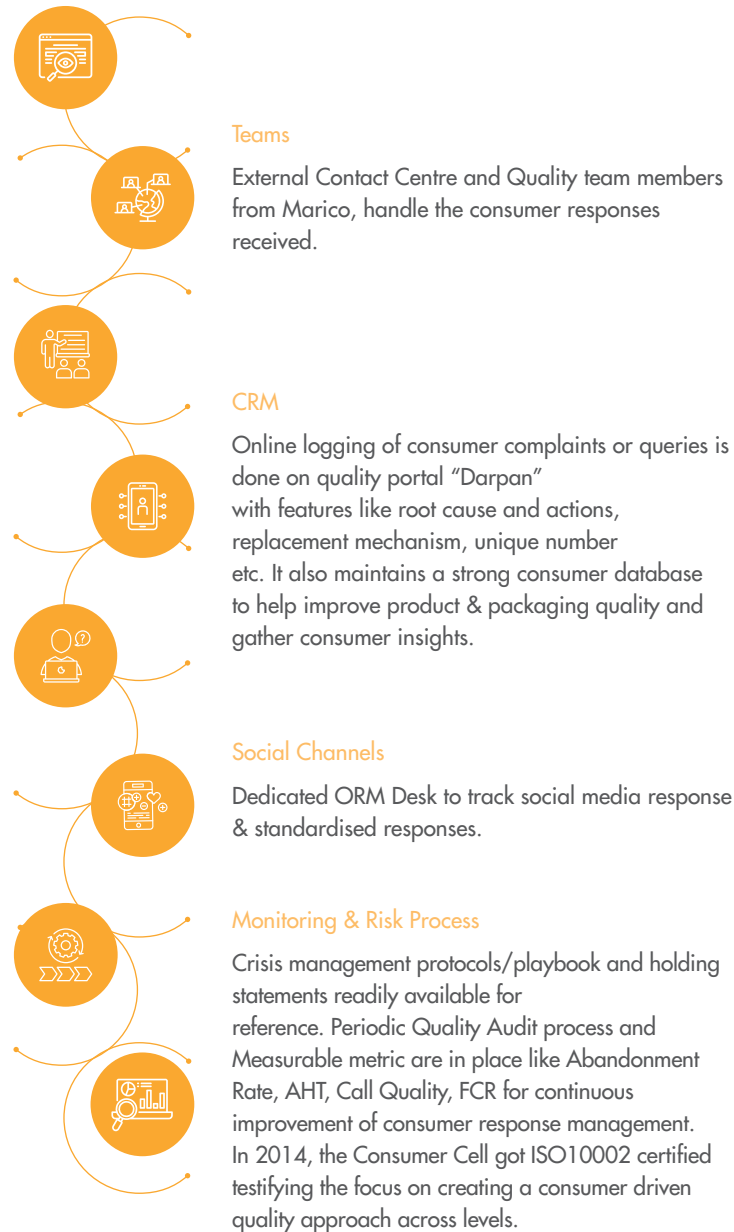 Teams
External Contact Centre and Quality team members
from Marico, handle the consumer responses
received.
CRM
Online logging of consumer complaints or queries is
done on quality portal “Darpan”
with features like root cause and actions,
replacement mechanism, unique number
etc. It also maintains a strong consumer database
to help improve product & packaging quality and
gather consumer insights.
Social Channels
Dedicated ORM Desk to track social media response
& standardised responses.
Monitoring & Risk Process
Crisis management protocols/playbook and holding
statements readily available for
reference. Periodic Quality Audit process and
Measurable metric are in place like Abandonment
Rate, AHT, Call Quality, FCR for continuous
improvement of consumer response management.
In 2014, the Consumer Cell got ISO10002 certified
testifying the focus on creating a consumer driven
quality approach across levels.